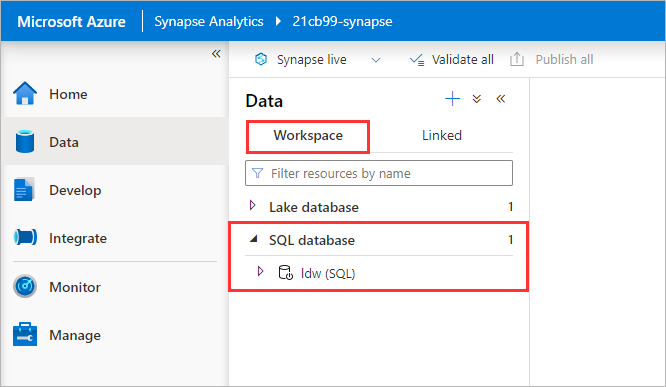 Microsoft Azure Synapse Analytics 21cb99-synapse
Synapse live Validate all Publish all
Home
Data
Develop
Integrate
Monitor
Manage
Data
Workspace Linked
Filter resources by name
Lake database 1
SQL database 1
ldw (SQL)